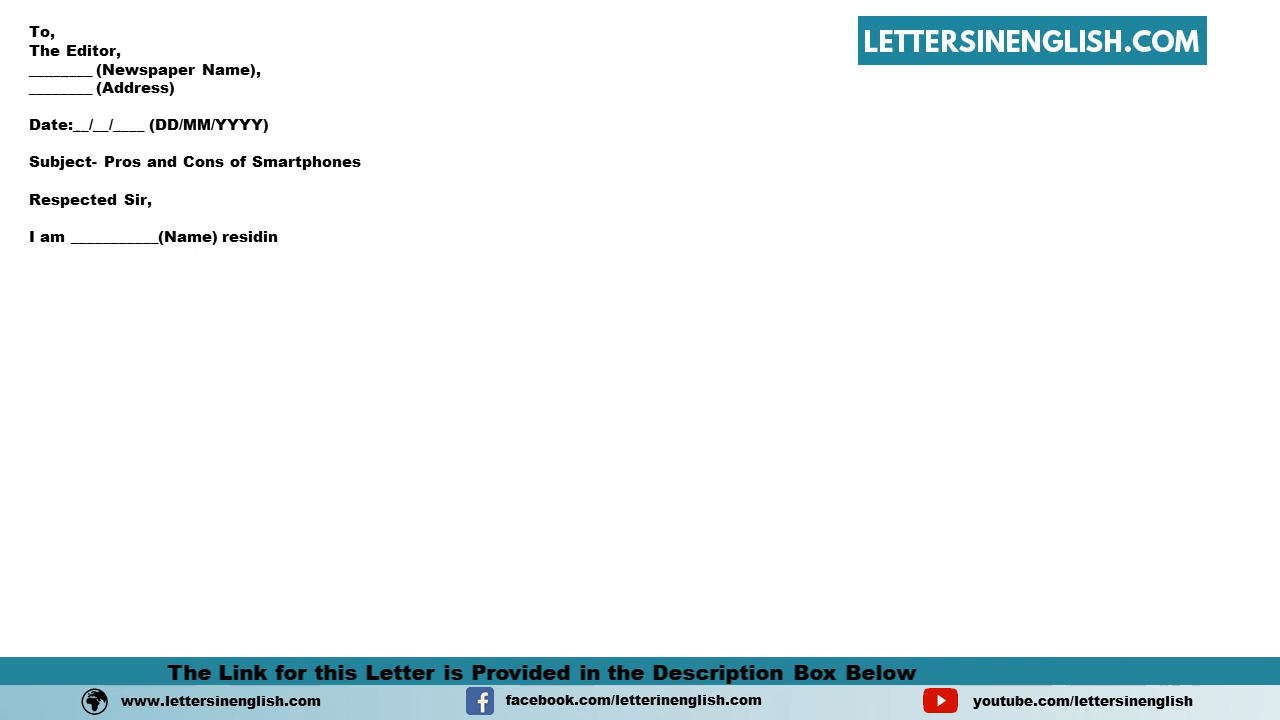 To,
The Editor,
________ (Newspaper Name),
________ (Address)
Date:__/__/____ (DD/MM/YYYY)
Subject- Pros and Cons of Smartphones
Respected Sir,
I am ___________(Name) residin
LETTERSINENGLISH.COM
The Link for this Letter is Provided in the Description Box Below
www.lettersinenglish.com
facebook.com/letterinenglish.com
youtube.com/lettersinenglish